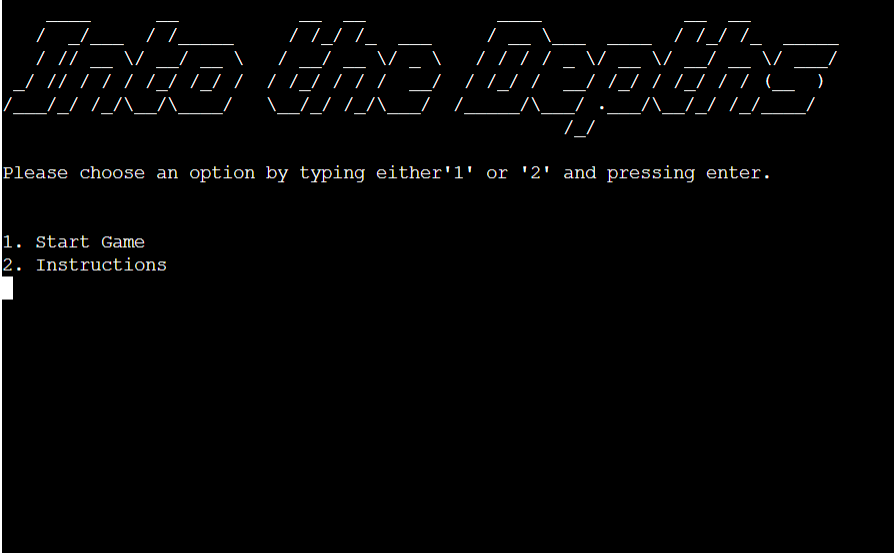 Into the Depths
Please choose an option by typing either'1' or '2' and pressing enter.
1. Start Game
2. Instructions